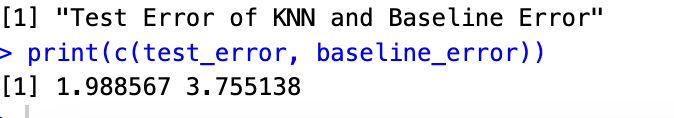 [1] "Test Error of KNN and Baseline Error"
> print(c(test_error, baseline_error))
[1] 1.988567 3.755138